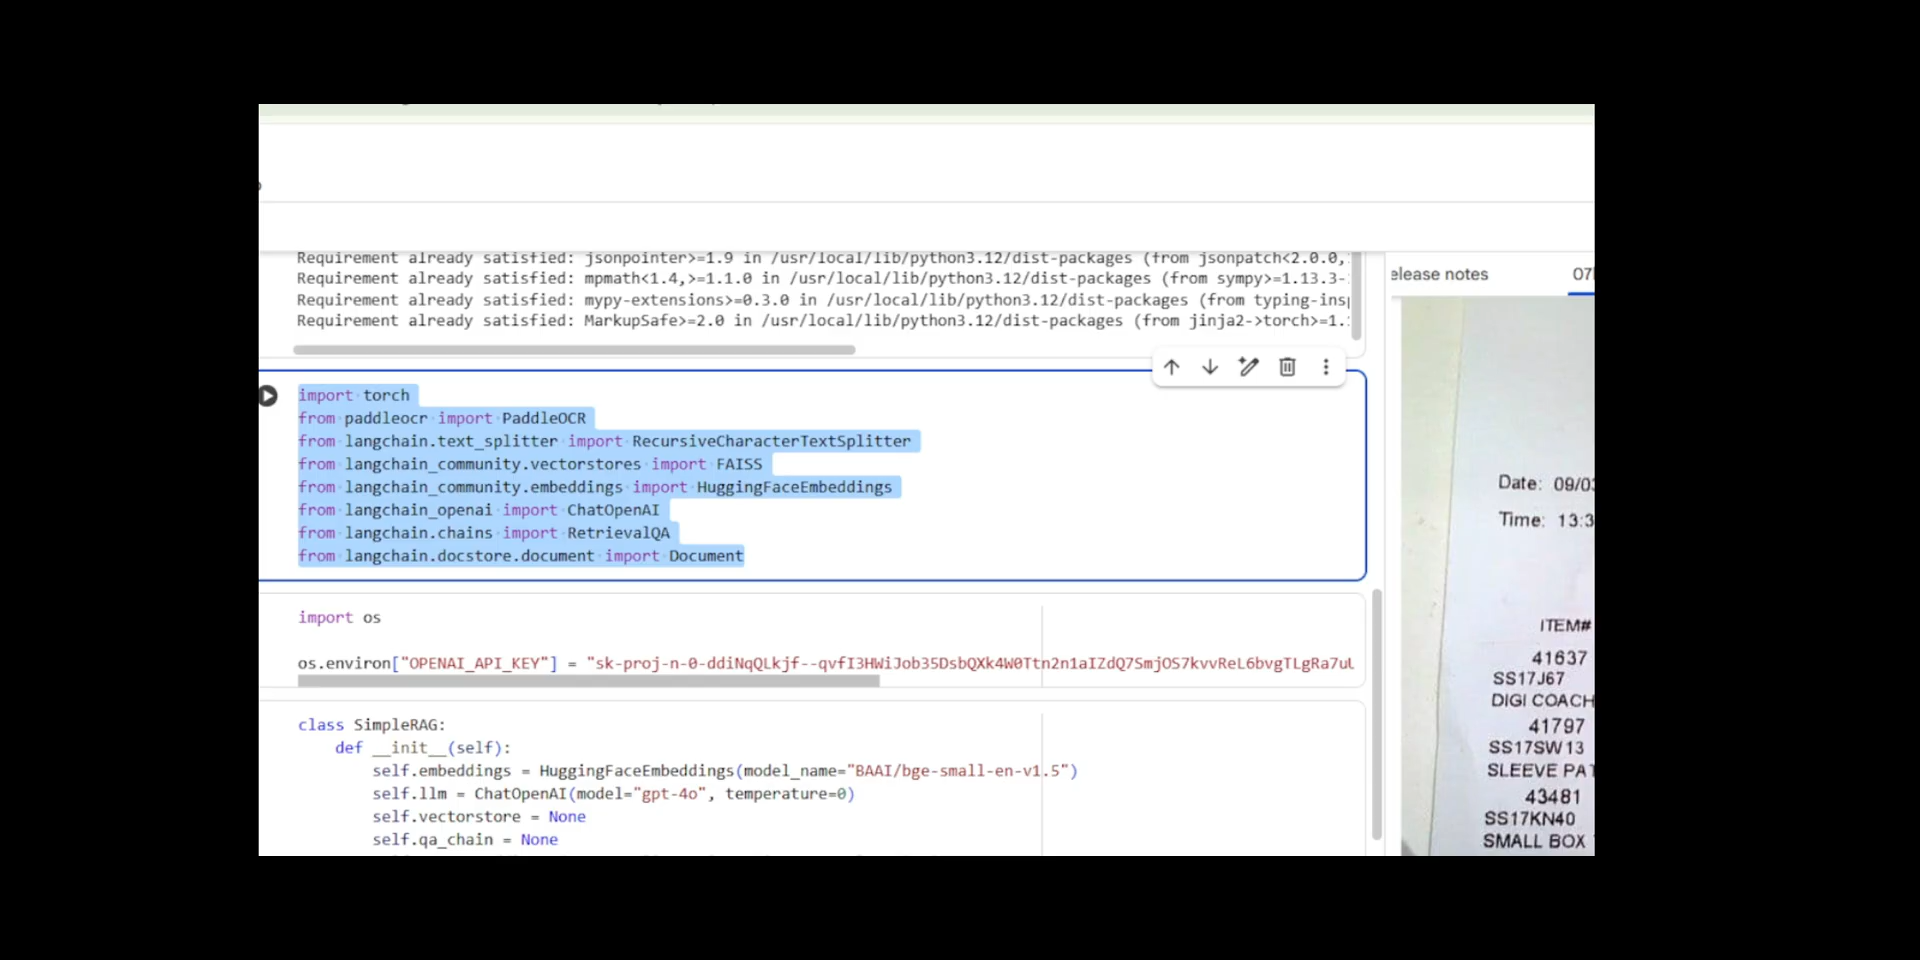 Requirement already satisfied: jsonpointer>=1.9 in /usr/local/lib/python3.12/dist-packages (from jsonpatch<2.0.0,
Requirement already satisfied: mpmath<1.4,>=1.1.0 in /usr/local/lib/python3.12/dist-packages (from sympy>=1.13.3-
Requirement already satisfied: mypy-extensions>=0.3.0 in /usr/local/lib/python3.12/dist-packages (from typing-insp
Requirement already satisfied: MarkupSafe>=2.0 in /usr/local/lib/python3.12/dist-packages (from jinja2->torch>=1.
import torch
from paddleocr import PaddleOCR
from langchain.text_splitter import RecursiveCharacterTextSplitter
from langchain_community.vectorstores import FAISS
from langchain_community.embeddings import HuggingFaceEmbeddings
from langchain_openai import ChatOpenAI
from langchain.chains import RetrievalQA
from langchain.docstore.document import Document
import os
os.environ["OPENAI_API_KEY"] =
class SimpleRAG:
def __init__(self):
self.embeddings = HuggingFaceEmbeddings(model_name="BAAI/bge-small-en-v1.5")
self.llm = ChatOpenAI(model="gpt-4o", temperature=0)
self.vectorstore = None
self.qa_chain = None
elease notes
07
Date: 09/03
Time: 13:3
ITEM#
41637
SS17J67
DIGI COACH
41797
SS17SW13
SLEEVE PAT
43481
SS17KN40
SMALL BOX